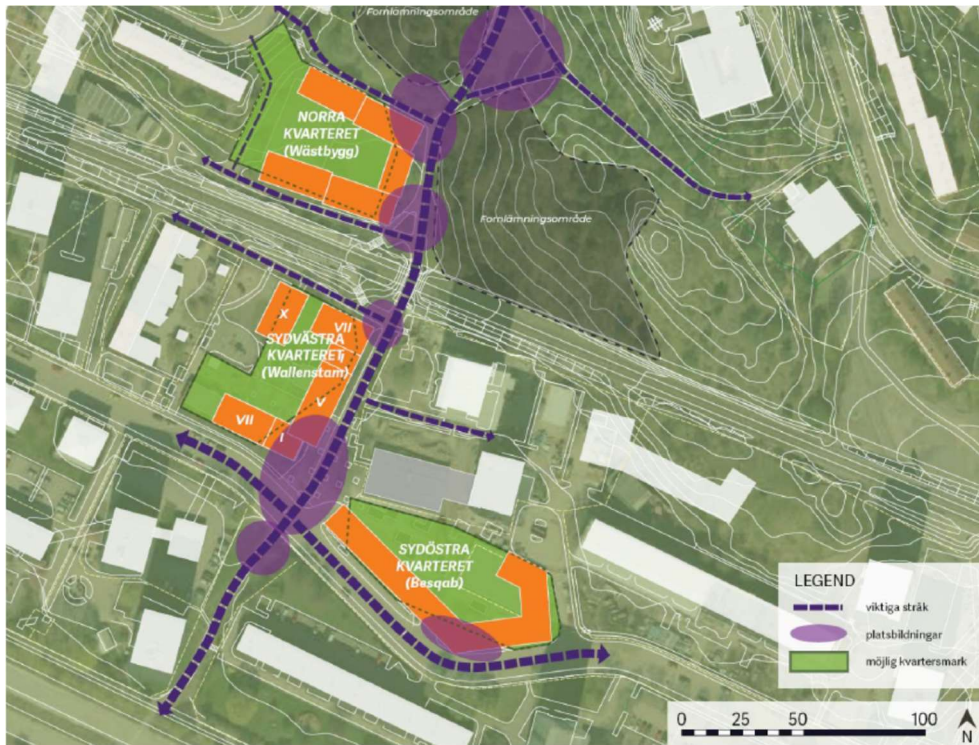 Fornlämningsområde
NORRA
KVARTERET
(Wästbygg)
Fornlämningsområde
X
VII
SYDVÄSTRA
KVARTERET
(Wallenstam)
V
VII
I
SYDÖSTRA
KVARTERET
(Besqab)
LEGEND
viktiga stråk
platsbildningar
möjlig kvartersmark
0 25 50 100
N